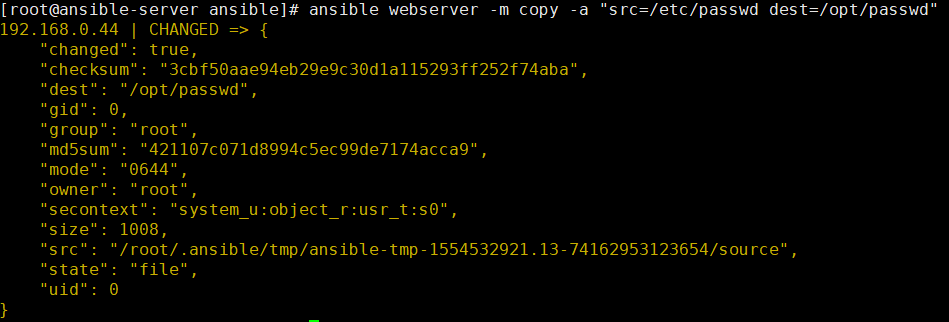 [root@ansible-server ansible]# ansible webserver -m copy -a "src=/etc/passwd dest=/opt/passwd"
192.168.0.44 | CHANGED => {
    "changed": true,
    "checksum": "3cbf50aae94eb29e9c30d1a115293ff252f74aba",
    "dest": "/opt/passwd",
    "gid": 0,
    "group": "root",
    "md5sum": "421107c071d8994c5ec99de7174acca9",
    "mode": "0644",
    "owner": "root",
    "secontext": "system_u:object_r:usr_t:s0",
    "size": 1008,
    "src": "/root/.ansible/tmp/ansible-tmp-1554532921.13-74162953123654/source",
    "state": "file",
    "uid": 0
}